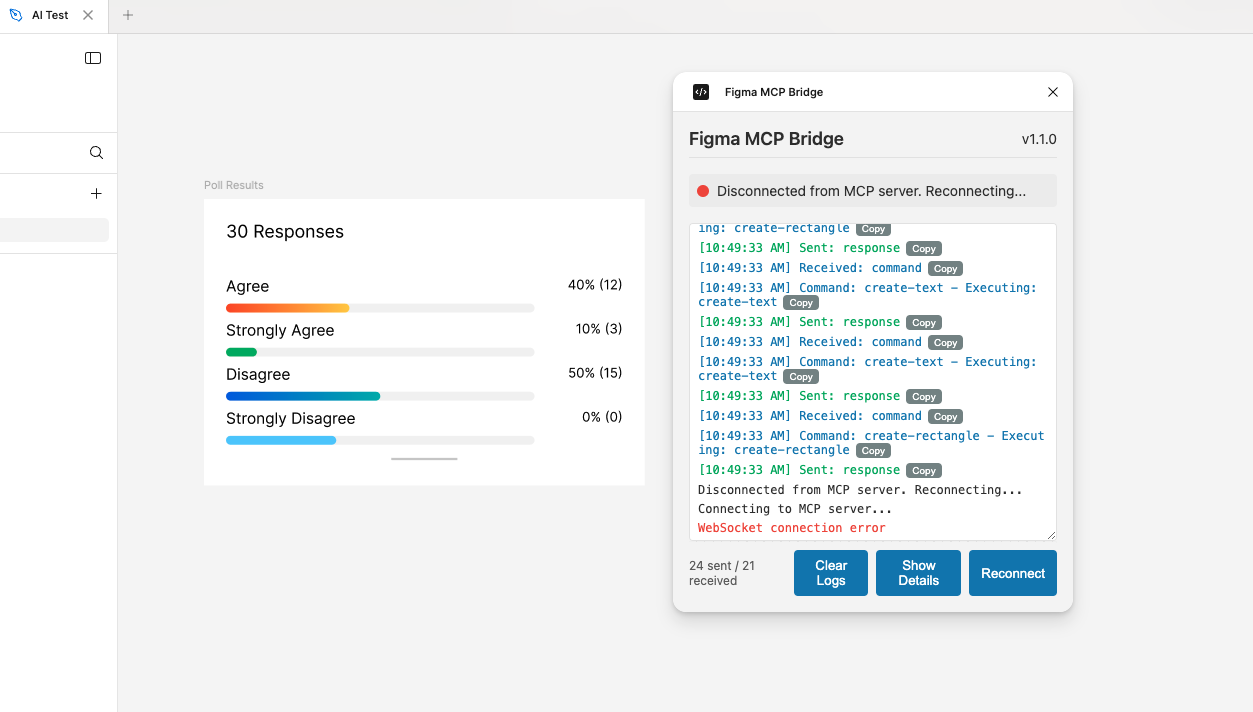 AI Test
Poll Results
30 Responses
Agree
40% (12)
Strongly Agree
10% (3)
Disagree
50% (15)
Strongly Disagree
0% (0)
Figma MCP Bridge
Figma MCP Bridge
v1.1.0
Disconnected from MCP server. Reconnecting...
ing: create-rectangle Copy
[10:49:33 AM] Sent: response Copy
[10:49:33 AM] Received: command Copy
[10:49:33 AM] Command: create-text - Executing:
create-text Copy
[10:49:33 AM] Sent: response Copy
[10:49:33 AM] Received: command Copy
[10:49:33 AM] Command: create-text - Executing:
create-text Copy
[10:49:33 AM] Sent: response Copy
[10:49:33 AM] Received: command Copy
[10:49:33 AM] Command: create-rectangle - Execut
ing: create-rectangle Copy
[10:49:33 AM] Sent: response Copy
Disconnected from MCP server. Reconnecting...
Connecting to MCP server...
WebSocket connection error
24 sent / 21
received
Clear
Logs
Show
Details
Reconnect